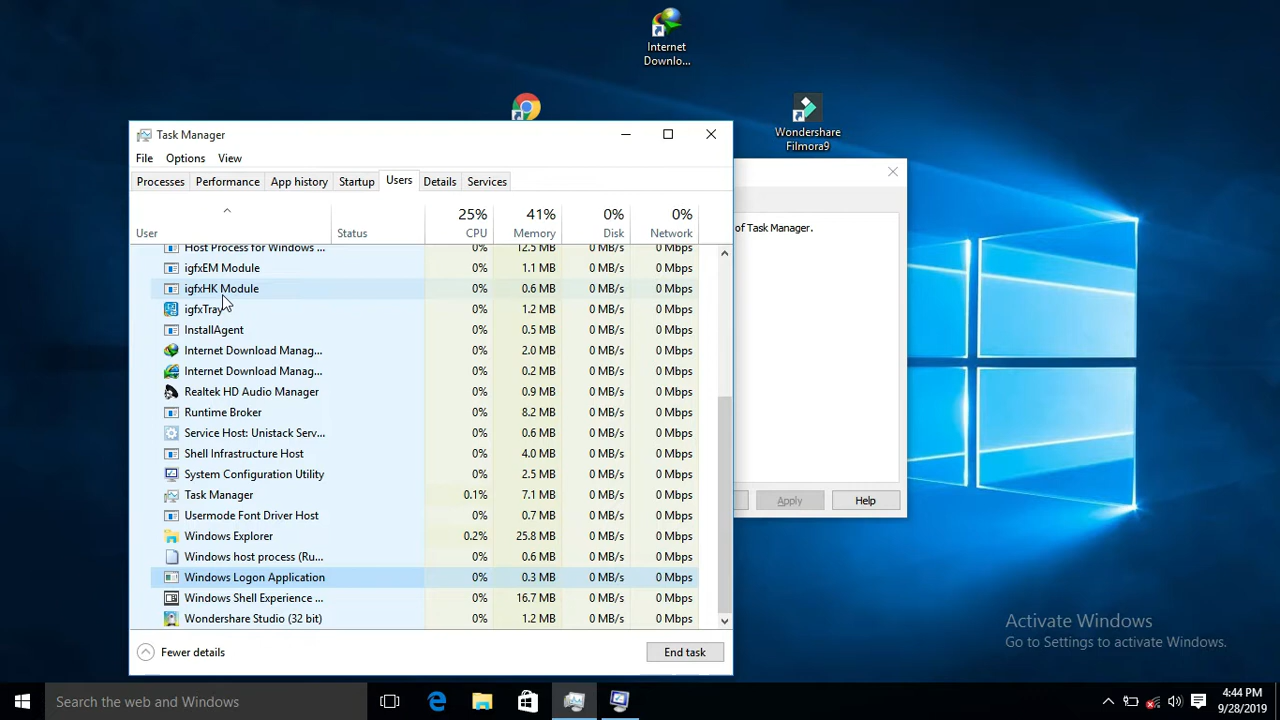 Internet
Downlo...
Wondershare
Filmora9
Task Manager
File Options View
Processes Performance App history Startup Users Details Services
25% 41% 0% 0%
User Status CPU Memory Disk Network
of Task Manager.
Host Process for Windows ... 0% 12.5 MB 0 MB/s 0 Mbps
igfxEM Module 0% 1.1 MB 0 MB/s 0 Mbps
igfxHK Module 0% 0.6 MB 0 MB/s 0 Mbps
igfxTray 0% 1.2 MB 0 MB/s 0 Mbps
InstallAgent 0% 0.5 MB 0 MB/s 0 Mbps
Internet Download Manag... 0% 2.0 MB 0 MB/s 0 Mbps
Internet Download Manag... 0% 0.2 MB 0 MB/s 0 Mbps
Realtek HD Audio Manager 0% 0.9 MB 0 MB/s 0 Mbps
Runtime Broker 0% 8.2 MB 0 MB/s 0 Mbps
Service Host: Unistack Serv... 0% 0.6 MB 0 MB/s 0 Mbps
Shell Infrastructure Host 0% 4.0 MB 0 MB/s 0 Mbps
System Configuration Utility 0% 2.5 MB 0 MB/s 0 Mbps
Task Manager 0.1% 7.1 MB 0 MB/s 0 Mbps
Usermode Font Driver Host 0% 0.7 MB 0 MB/s 0 Mbps
Windows Explorer 0.2% 25.8 MB 0 MB/s 0 Mbps
Windows host process (Ru... 0% 0.6 MB 0 MB/s 0 Mbps
Windows Logon Application 0% 0.3 MB 0 MB/s 0 Mbps
Windows Shell Experience ... 0% 16.7 MB 0 MB/s 0 Mbps
Wondershare Studio (32 bit) 0% 1.2 MB 0 MB/s 0 Mbps
Fewer details End task
Apply Help
Activate Windows
Go to Settings to activate Windows.
Search the web and Windows
4:44 PM
9/28/2019